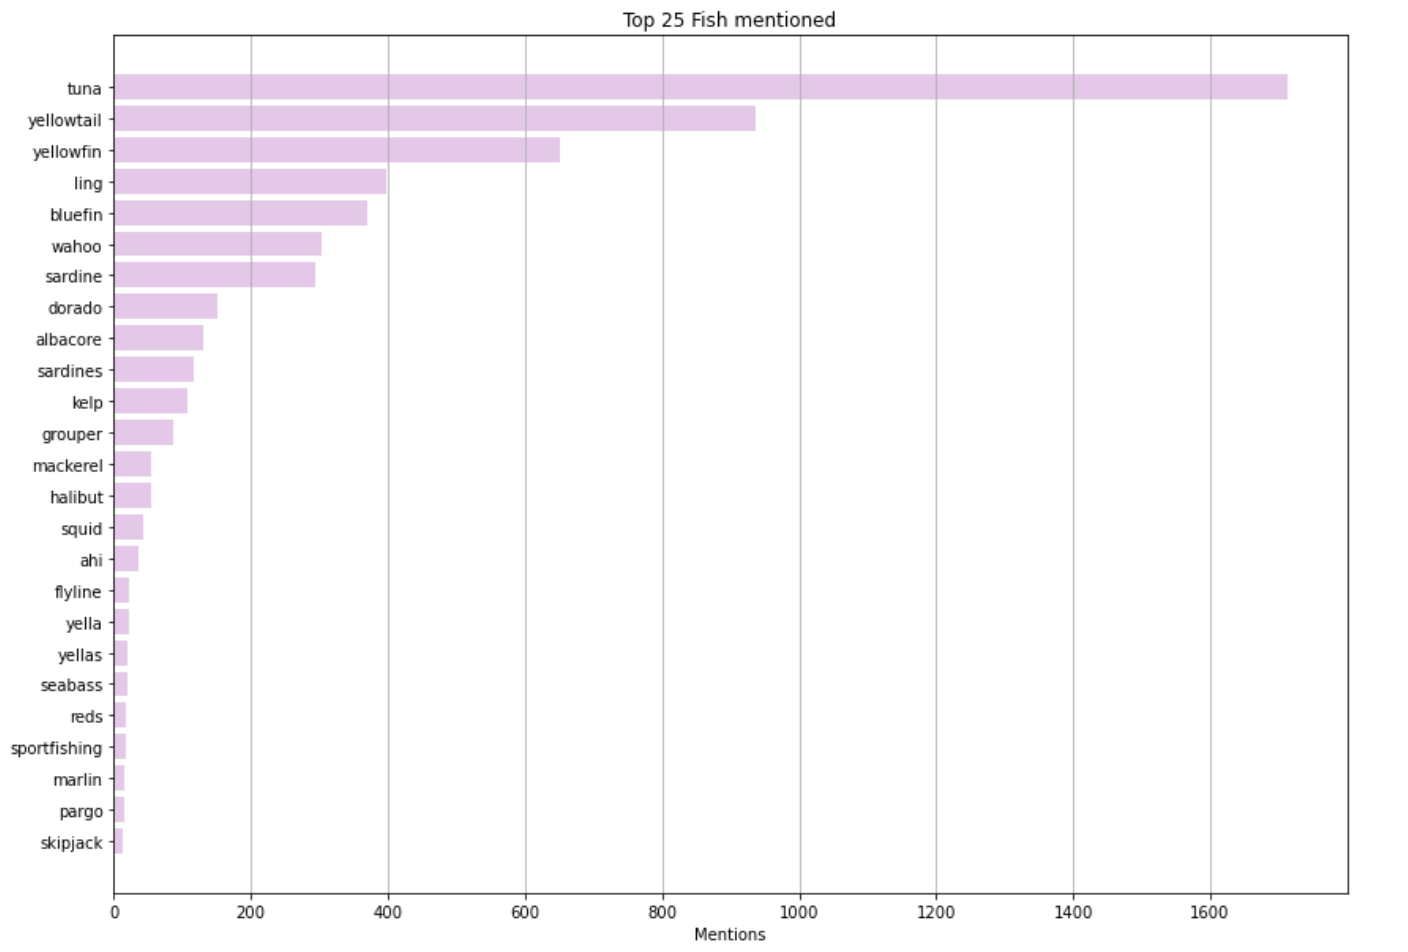 Top 25 Fish mentioned
tuna
yellowtail
yellowfin
ling
bluefin
wahoo
sardine
dorado
albacore
sardines
kelp
grouper
mackerel
halibut
squid
ahi
flyline
yella
yellas
seabass
reds
sportfishing
marlin
pargo
skipjack
0 200 400 600 800 1000 1200 1400 1600
Mentions